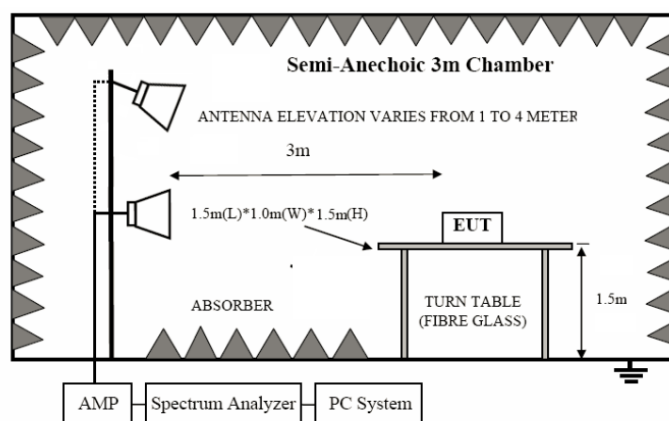 Semi-Anechoic 3m Chamber
ANTENNA ELEVATION VARIES FROM 1 TO 4 METER
3m
1.5m(L)*1.0m(W)*1.5m(H)
EUT
ABSORBER
TURN TABLE
(FIBRE GLASS)
1.5m
AMP
Spectrum Analyzer
PC System